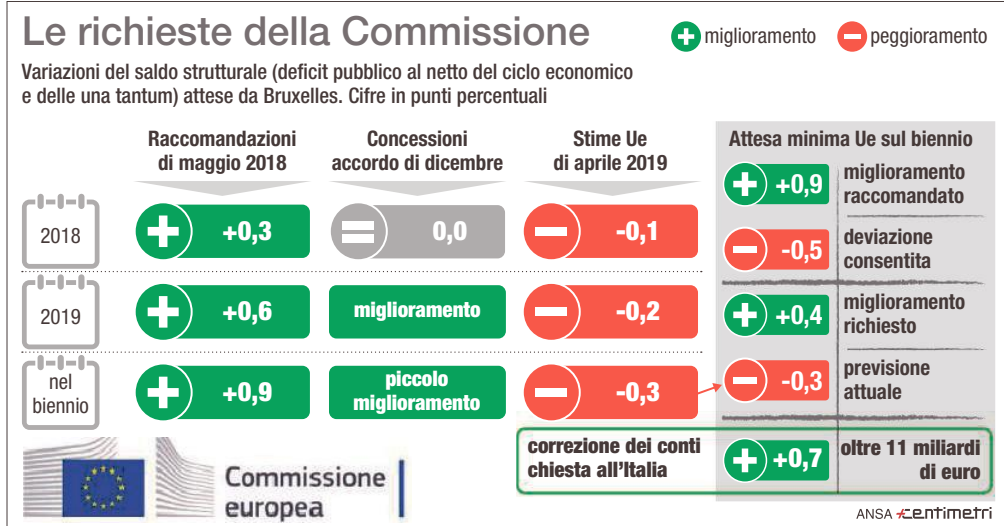 Le richieste della Commissione
+ miglioramento
− peggioramento
Variazioni del saldo strutturale (deficit pubblico al netto del ciclo economico
e delle una tantum) attese da Bruxelles. Cifre in punti percentuali
Raccomandazioni
di maggio 2018
Concessioni
accordo di dicembre
Stime Ue
di aprile 2019
2018
+ +0,3
= 0,0
− -0,1
2019
+ +0,6
miglioramento
− -0,2
nel
biennio
+ +0,9
piccolo
miglioramento
− -0,3
Attesa minima Ue sul biennio
+ +0,9
miglioramento
raccomandato
− -0,5
deviazione
consentita
+ +0,4
miglioramento
richiesto
− -0,3
previsione
attuale
correzione dei conti
chiesta all'Italia
+ +0,7
oltre 11 miliardi
di euro
Commissione
europea
ANSA centimetri